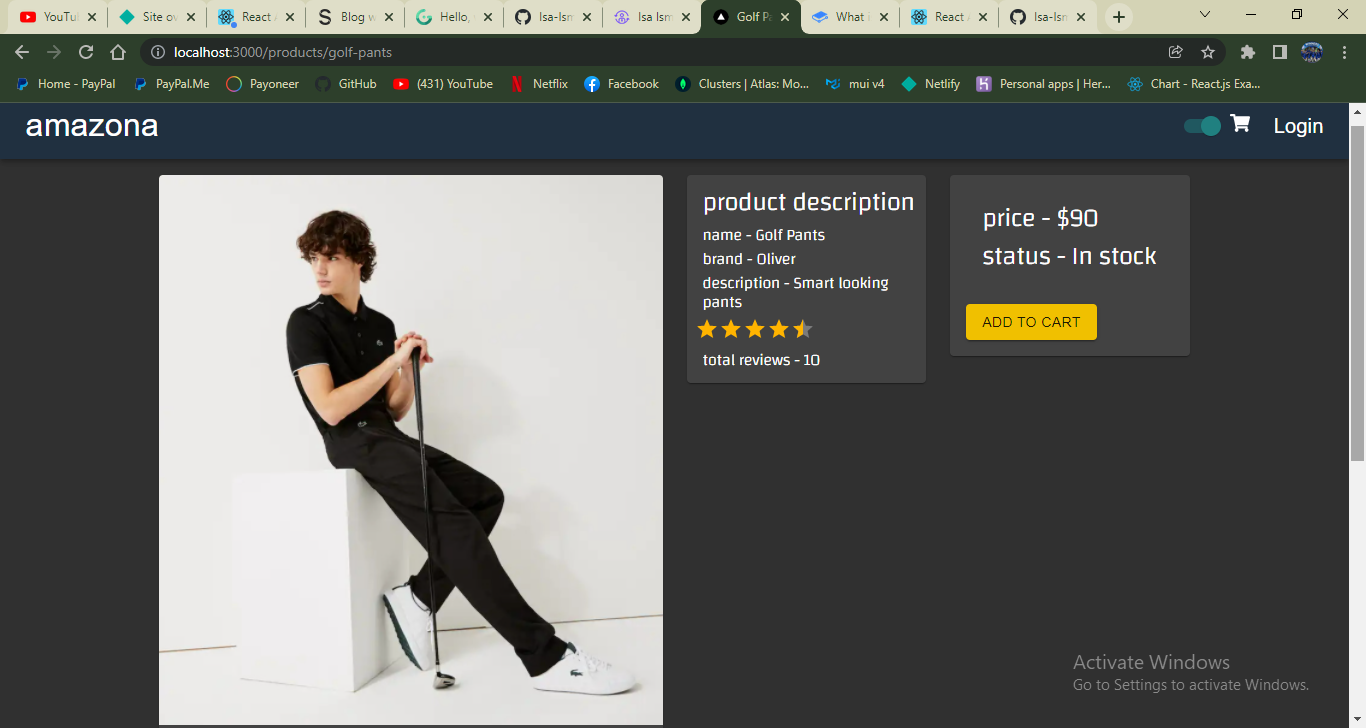 YouTu
Site ov
React A
Blog w
Hello,
Isa-Ism
Isa Ism
Golf Pa
What i
React A
Isa-Ism
localhost:3000/products/golf-pants
Home - PayPal
PayPal.Me
Payoneer
GitHub
(431) YouTube
Netflix
Facebook
Clusters | Atlas: Mo...
mui v4
Netlify
Personal apps | Her...
Chart - React.js Exa...
amazona
Login
product description
name - Golf Pants
brand - Oliver
description - Smart looking
pants
total reviews - 10
price - $90
status - In stock
ADD TO CART
Activate Windows
Go to Settings to activate Windows.